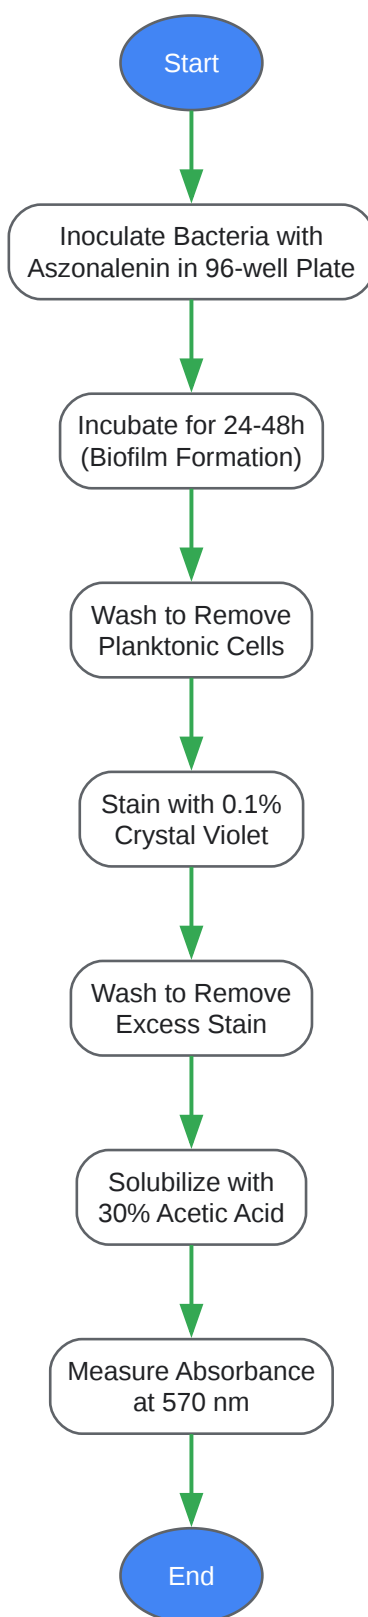 Start
Inoculate Bacteria with
Aszonalenin in 96-well Plate
Incubate for 24-48h
(Biofilm Formation)
Wash to Remove
Planktonic Cells
Stain with 0.1%
Crystal Violet
Wash to Remove
Excess Stain
Solubilize with
30% Acetic Acid
Measure Absorbance
at 570 nm
End